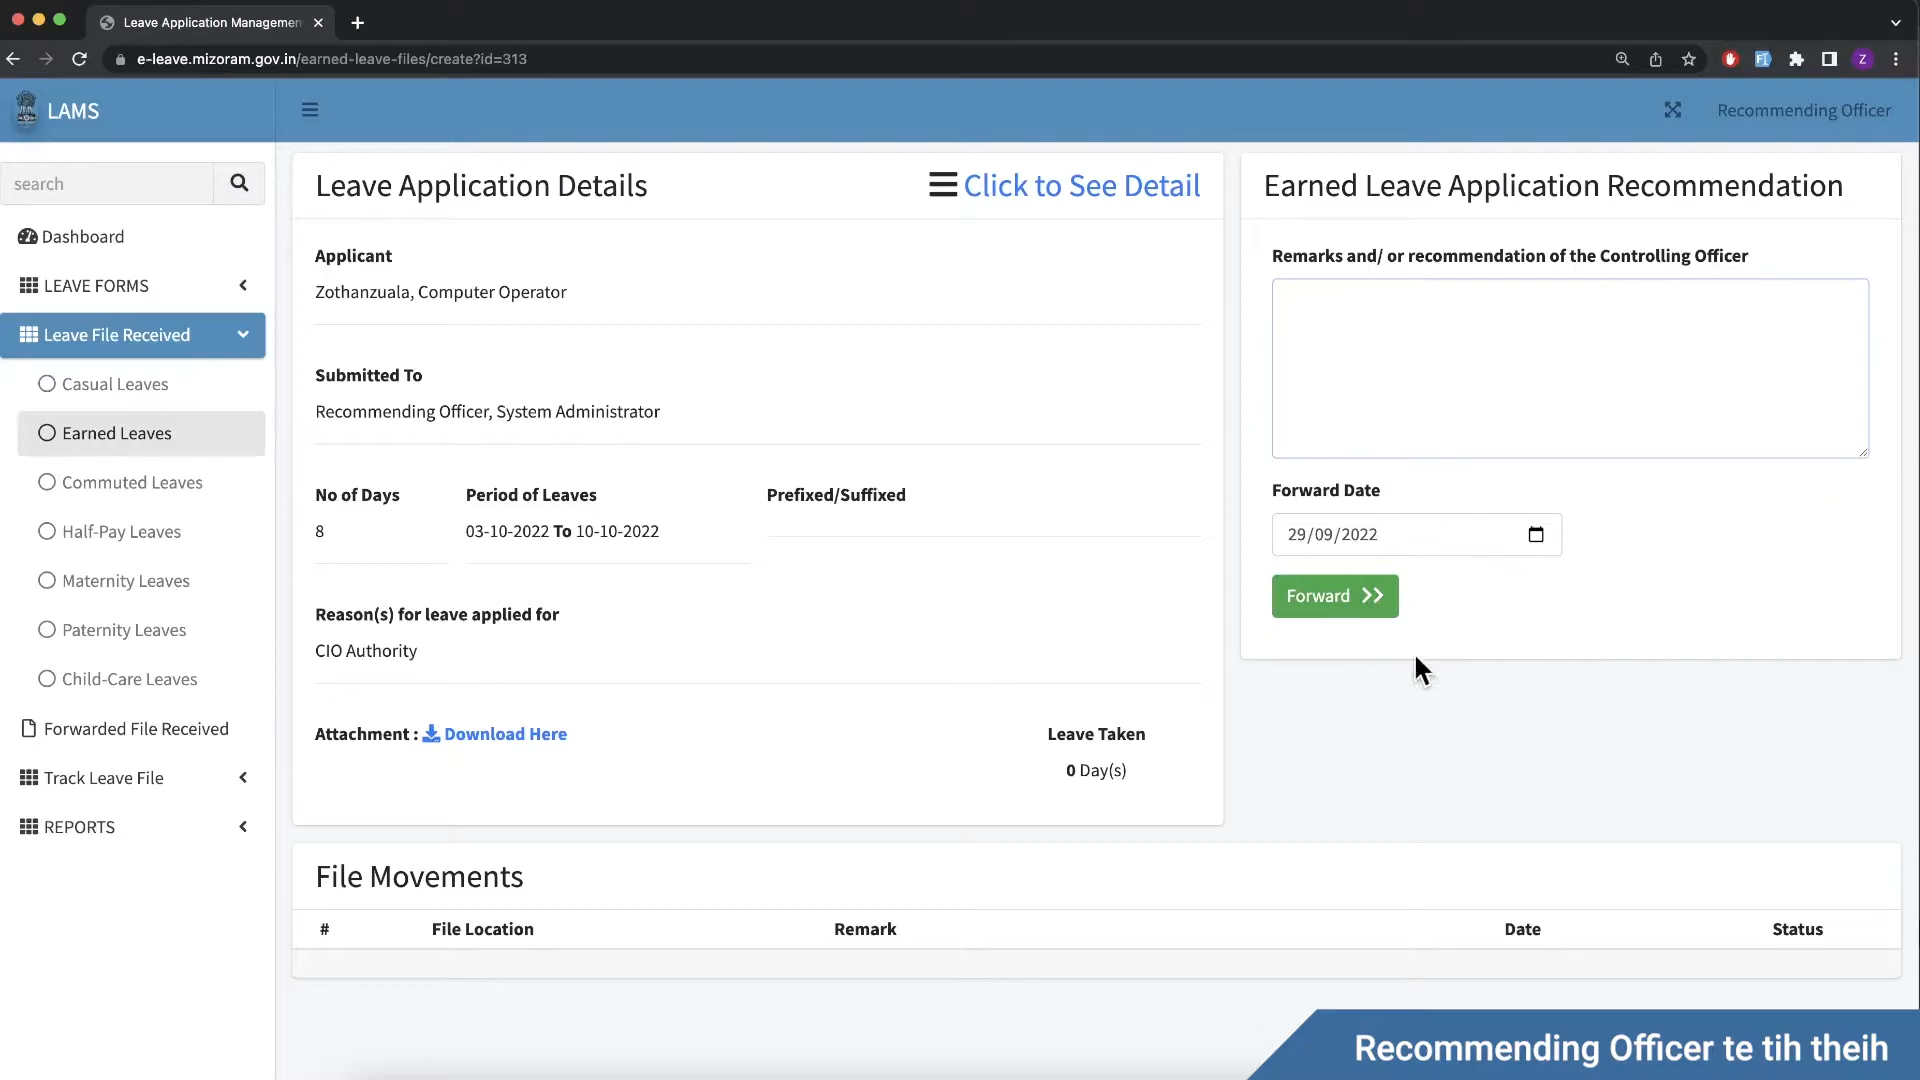 Leave Application Managemen
e-leave.mizoram.gov.in/earned-leave-files/create?id=313
Z
LAMS
Recommending Officer
search
Dashboard
LEAVE FORMS
Leave File Received
Casual Leaves
Earned Leaves
Commuted Leaves
Half-Pay Leaves
Maternity Leaves
Paternity Leaves
Child-Care Leaves
Forwarded File Received
Track Leave File
REPORTS
Leave Application Details
Click to See Detail
Applicant
Zothanzuala, Computer Operator
Submitted To
Recommending Officer, System Administrator
No of Days Period of Leaves Prefixed/Suffixed
8 03-10-2022 To 10-10-2022
Reason(s) for leave applied for
CIO Authority
Attachment : Download Here Leave Taken
0 Day(s)
Earned Leave Application Recommendation
Remarks and/ or recommendation of the Controlling Officer
Forward Date
29/09/2022
Forward
File Movements
# File Location Remark Date Status
Recommending Officer te tih theih